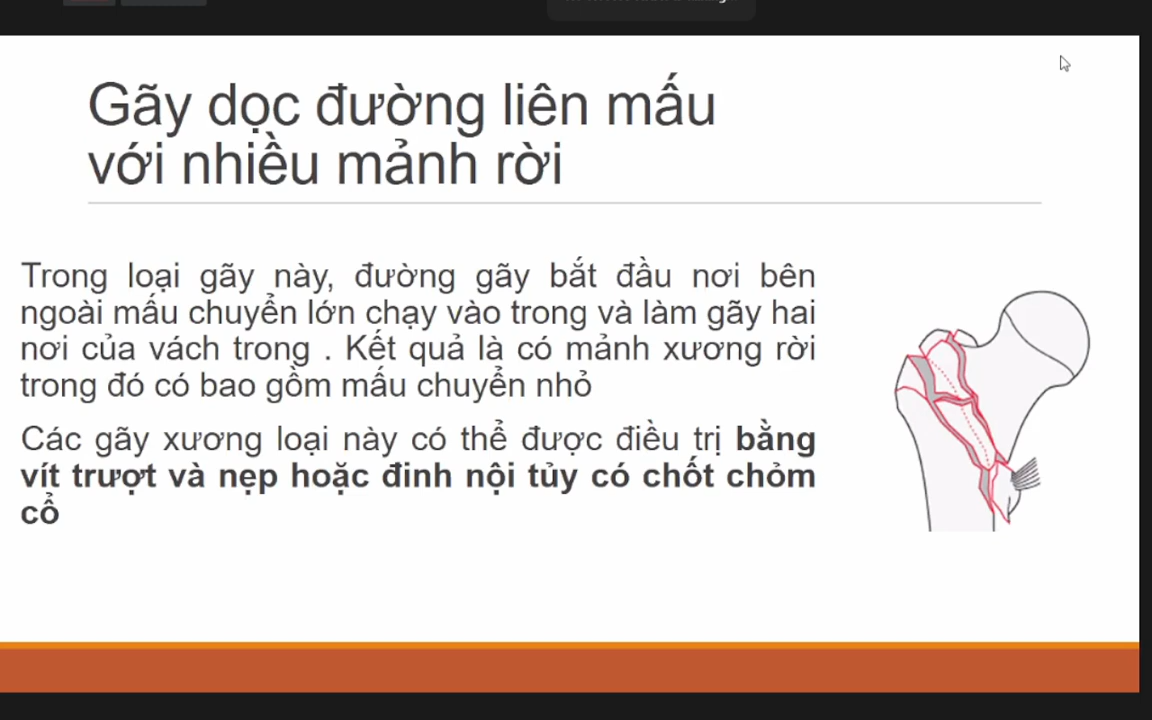 Gãy dọc đường liên mấu
với nhiều mảnh rời
Trong loại gãy này, đường gãy bắt đầu nơi bên
ngoài mấu chuyển lớn chạy vào trong và làm gãy hai
nơi của vách trong . Kết quả là có mảnh xương rời
trong đó có bao gồm mấu chuyển nhỏ
Các gãy xương loại này có thể được điều trị bằng
vít trượt và nẹp hoặc đinh nội tủy có chốt chỏm
cổ